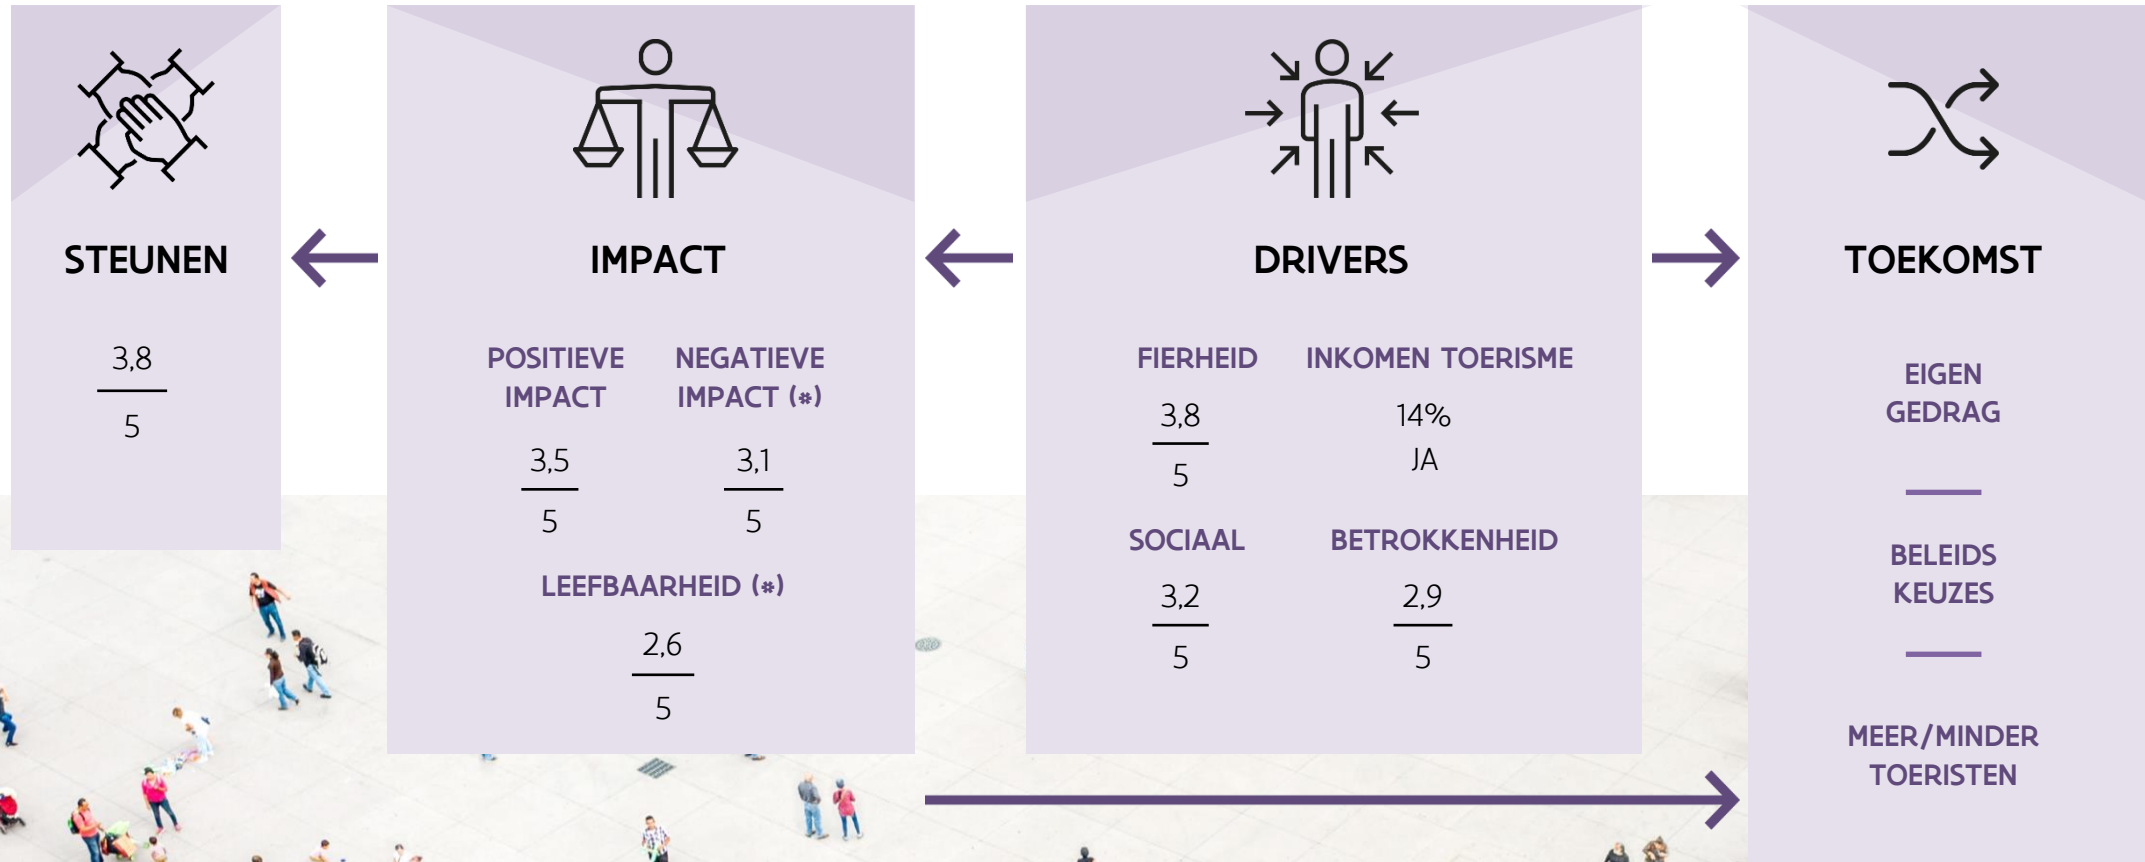 STEUNEN
3,8
5
IMPACT
POSITIEVE
IMPACT
3,5
5
NEGATIEVE
IMPACT (*)
3,1
5
LEEFBAARHEID (*)
2,6
5
DRIVERS
FIERHEID
3,8
5
INKOMEN TOERISME
14%
JA
SOCIAAL
3,2
5
BETROKKENHEID
2,9
5
TOEKOMST
EIGEN
GEDRAG
BELEIDS
KEUZES
MEER/MINDER
TOERISTEN